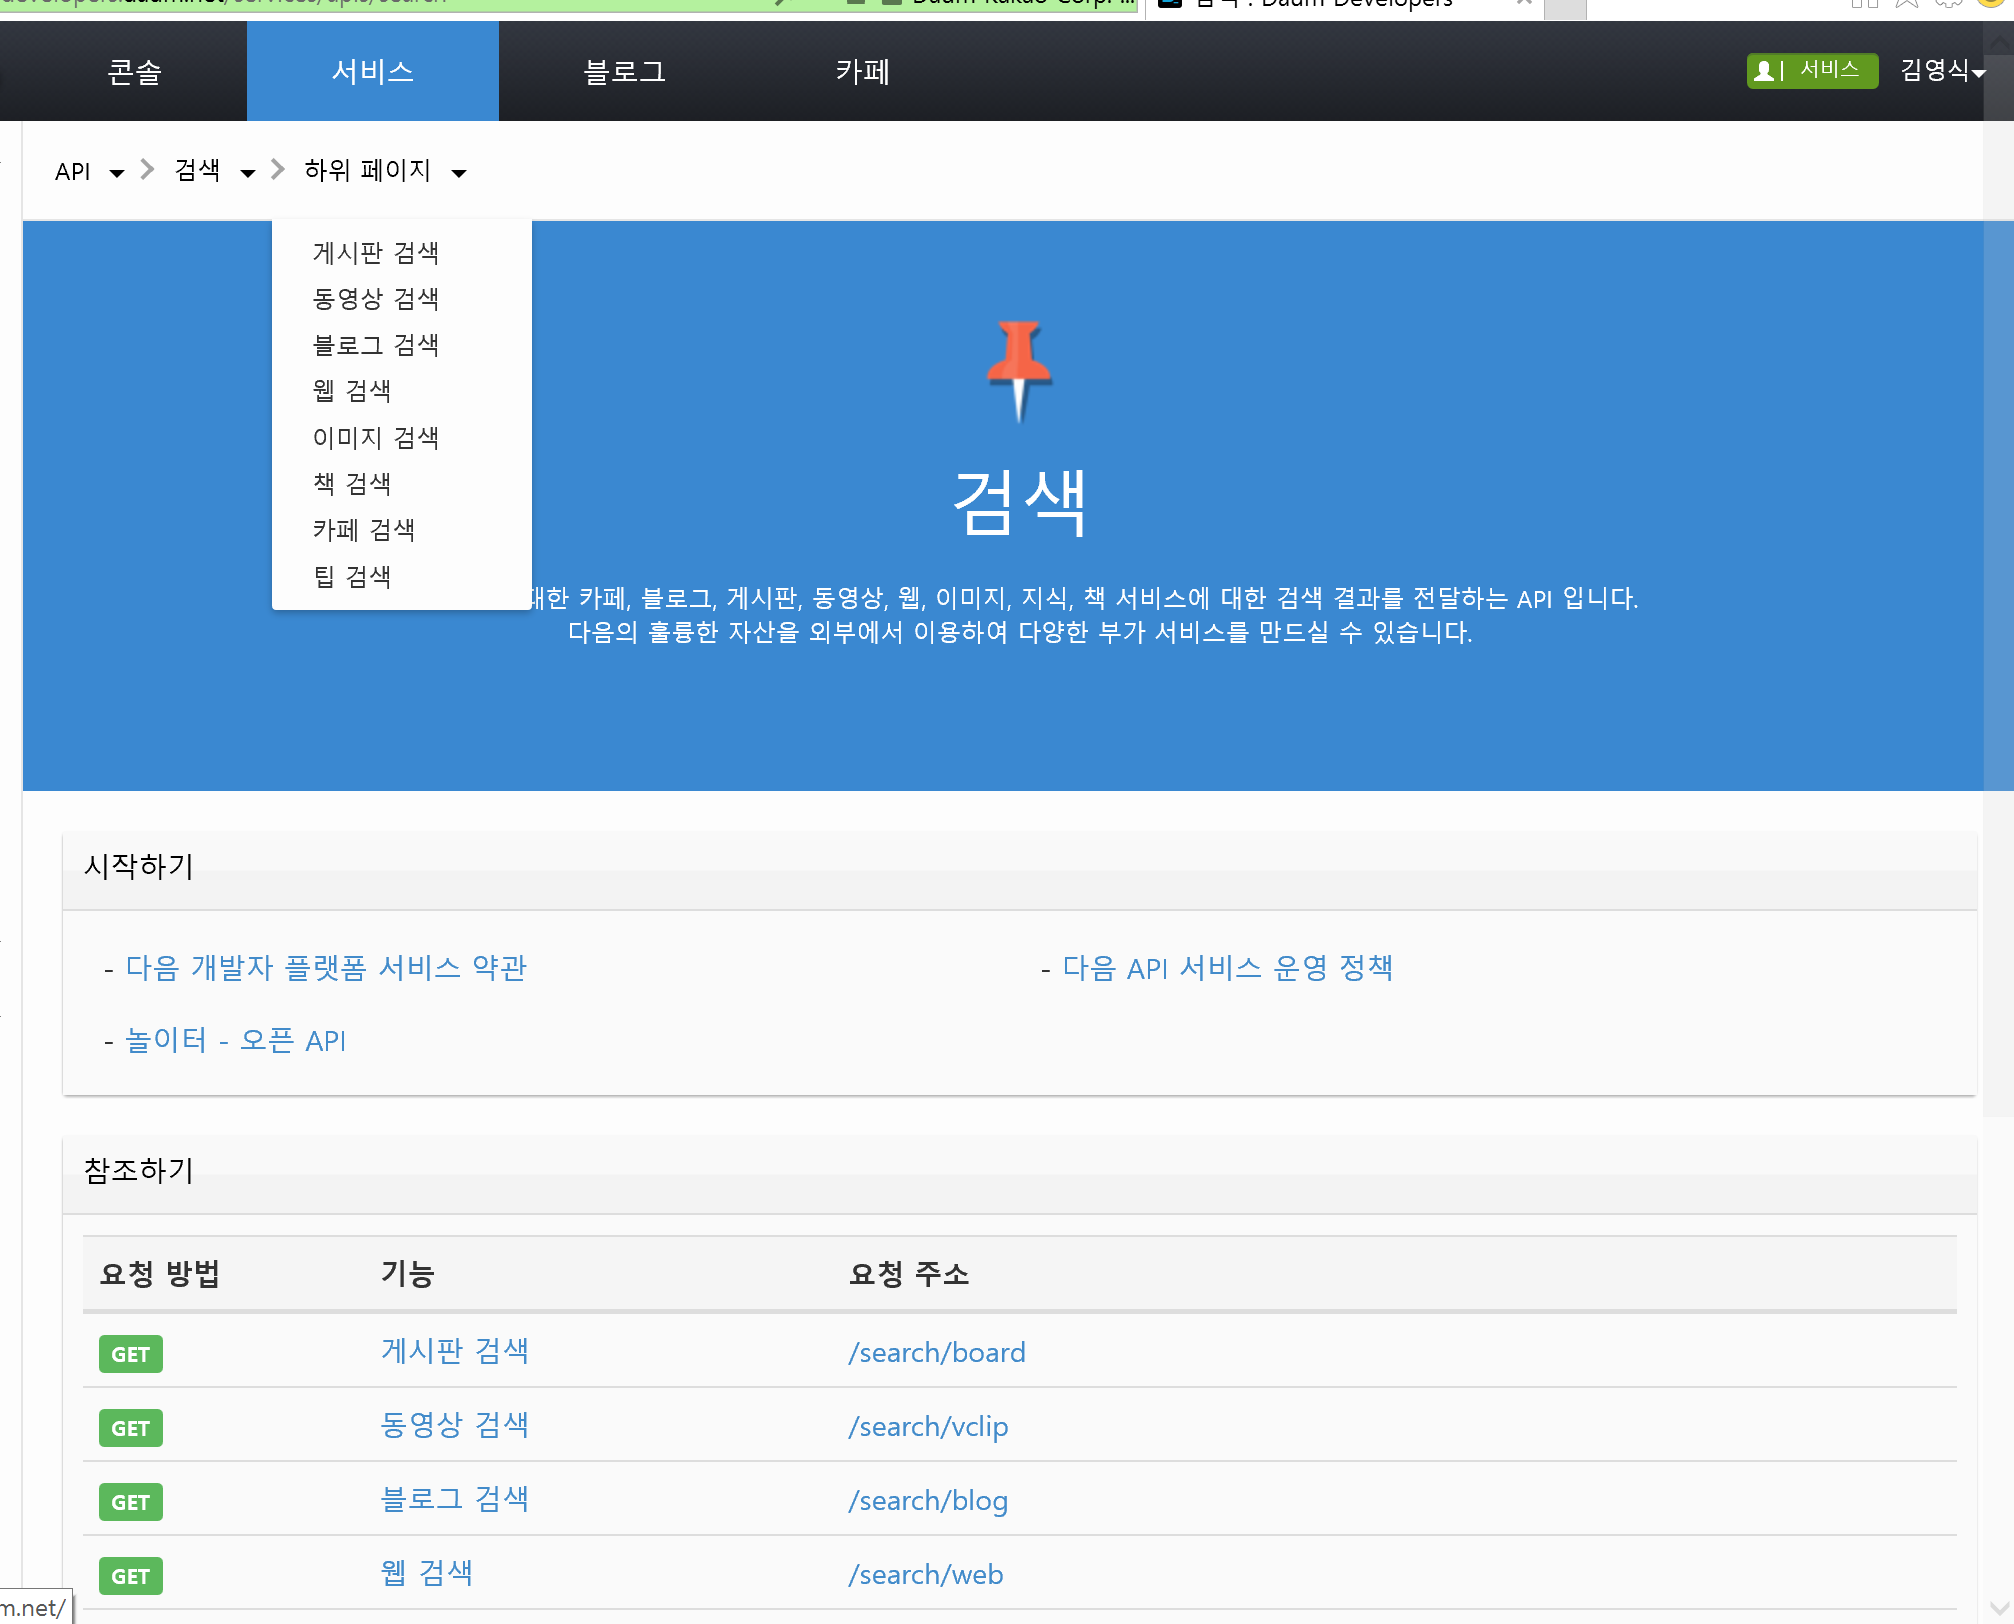 Daum Kakao Corp. ...
검색 : Daum Developers
콘솔
서비스
블로그
카페
서비스
김영식
API
검색
하위 페이지
게시판 검색
동영상 검색
블로그 검색
웹 검색
이미지 검색
책 검색
카페 검색
팁 검색
검색
대한 카페, 블로그, 게시판, 동영상, 웹, 이미지, 지식, 책 서비스에 대한 검색 결과를 전달하는 API 입니다.
다음의 훌륭한 자산을 외부에서 이용하여 다양한 부가 서비스를 만드실 수 있습니다.
시작하기
- 다음 개발자 플랫폼 서비스 약관
- 다음 API 서비스 운영 정책
- 놀이터 - 오픈 API
참조하기
요청 방법 기능 요청 주소
GET 게시판 검색 /search/board
GET 동영상 검색 /search/vclip
GET 블로그 검색 /search/blog
GET 웹 검색 /search/web
m.net/